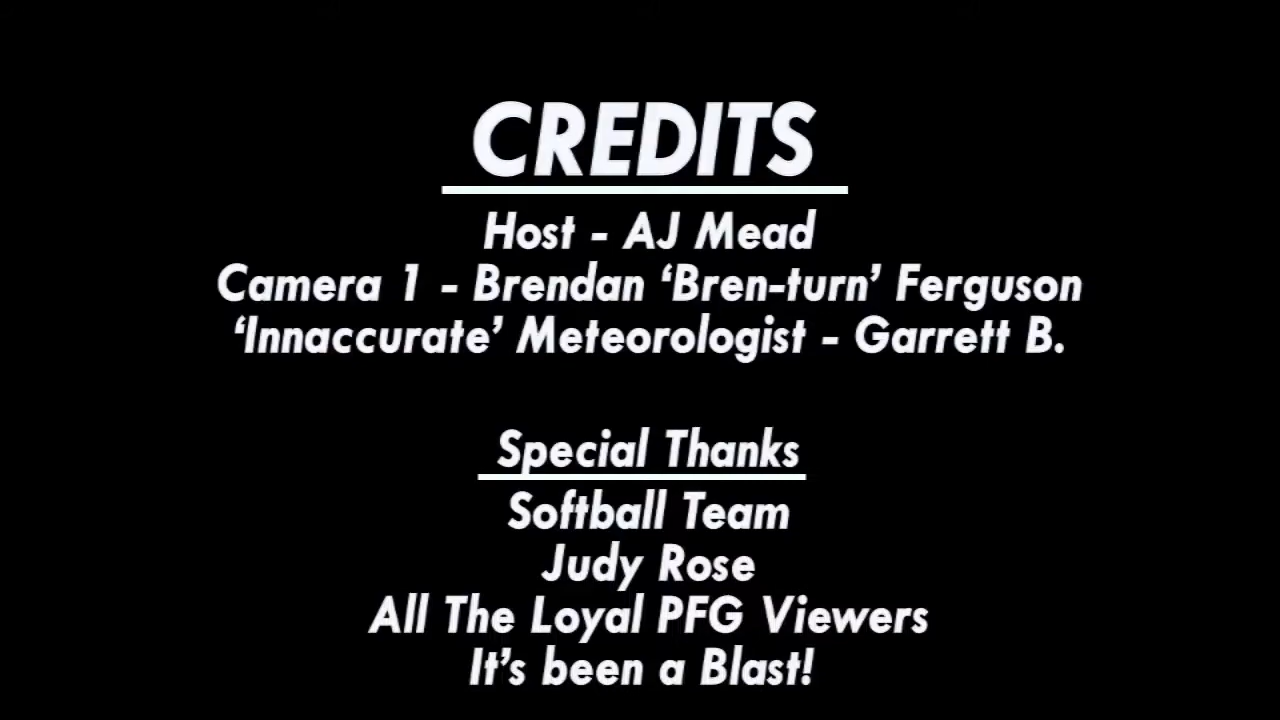 CREDITS
Host - AJ Mead
Camera 1 - Brendan ‘Bren-turn’ Ferguson
‘Innaccurate’ Meteorologist - Garrett B.
Special Thanks
Softball Team
Judy Rose
All The Loyal PFG Viewers
It’s been a Blast!